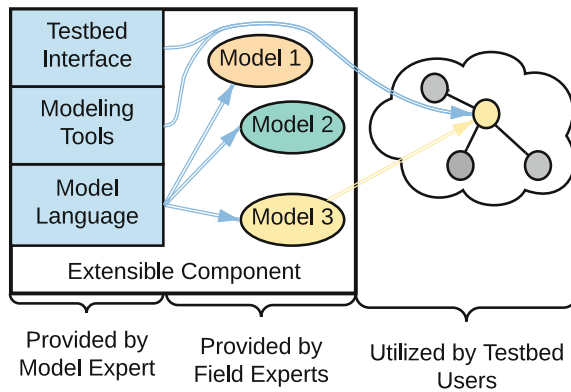 Testbed
Interface
Modeling
Tools
Model
Language
Model 1
Model 2
Model 3
Extensible Component
Provided by
Model Expert
Provided by
Field Experts
Utilized by Testbed
Users